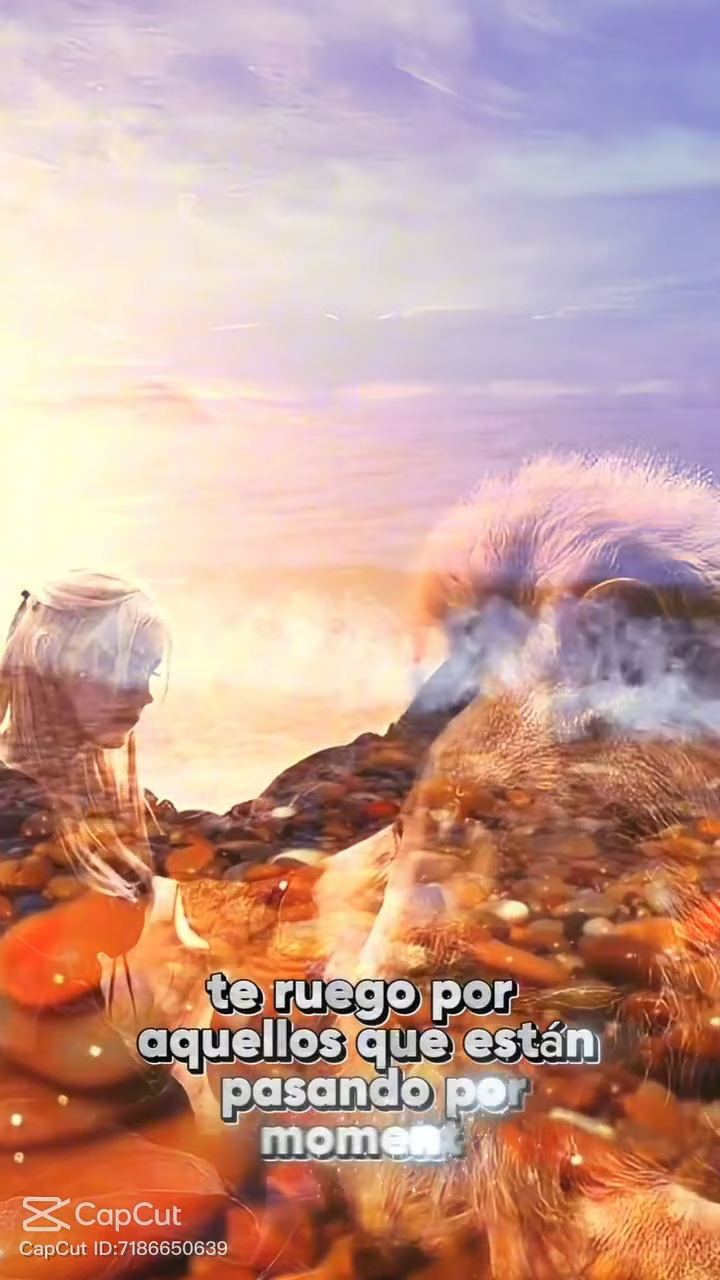 te ruego por
aquellos que están
pasando por
CapCut
CapCut ID:7186650639